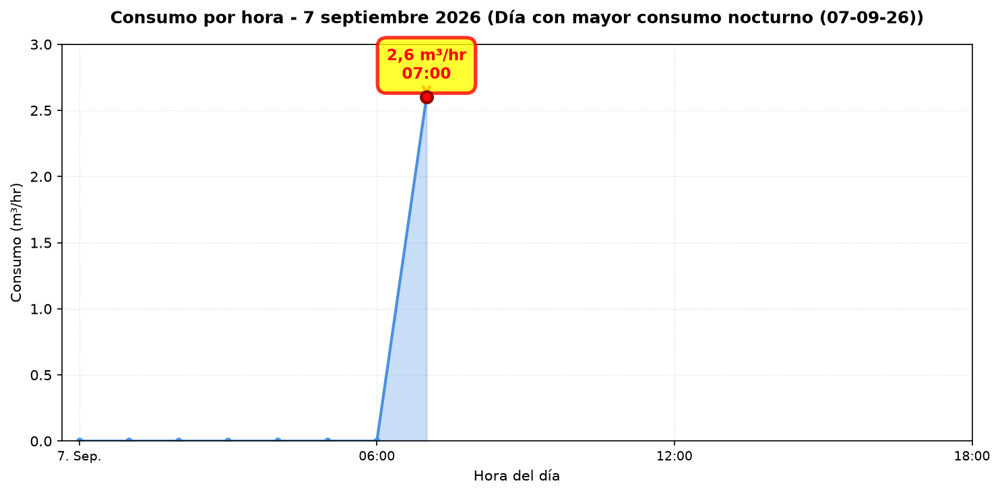 Consumo por hora - 7 septiembre 2026 (Día con mayor consumo nocturno (07-09-26))
2,6 m³/hr
07:00
3.0
2.5
2.0
1.5
1.0
0.5
0.0
Consumo (m³/hr)
7. Sep.
06:00
12:00
18:00
Hora del día